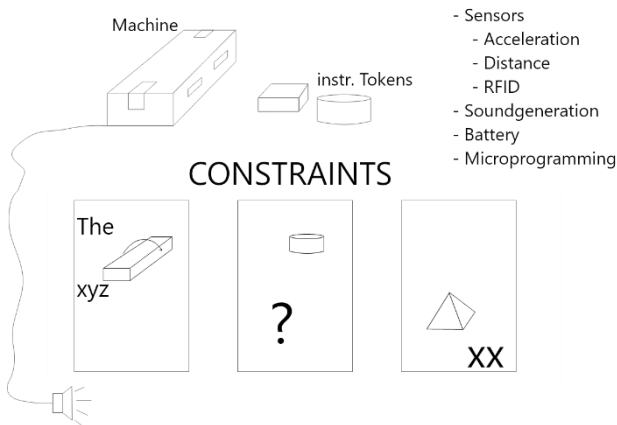 Machine
instr. Tokens
- Sensors
- Acceleration
- Distance
- RFID
- Soundgeneration
- Battery
- Microprogramming
CONSTRAINTS
The
xyz
?
xx